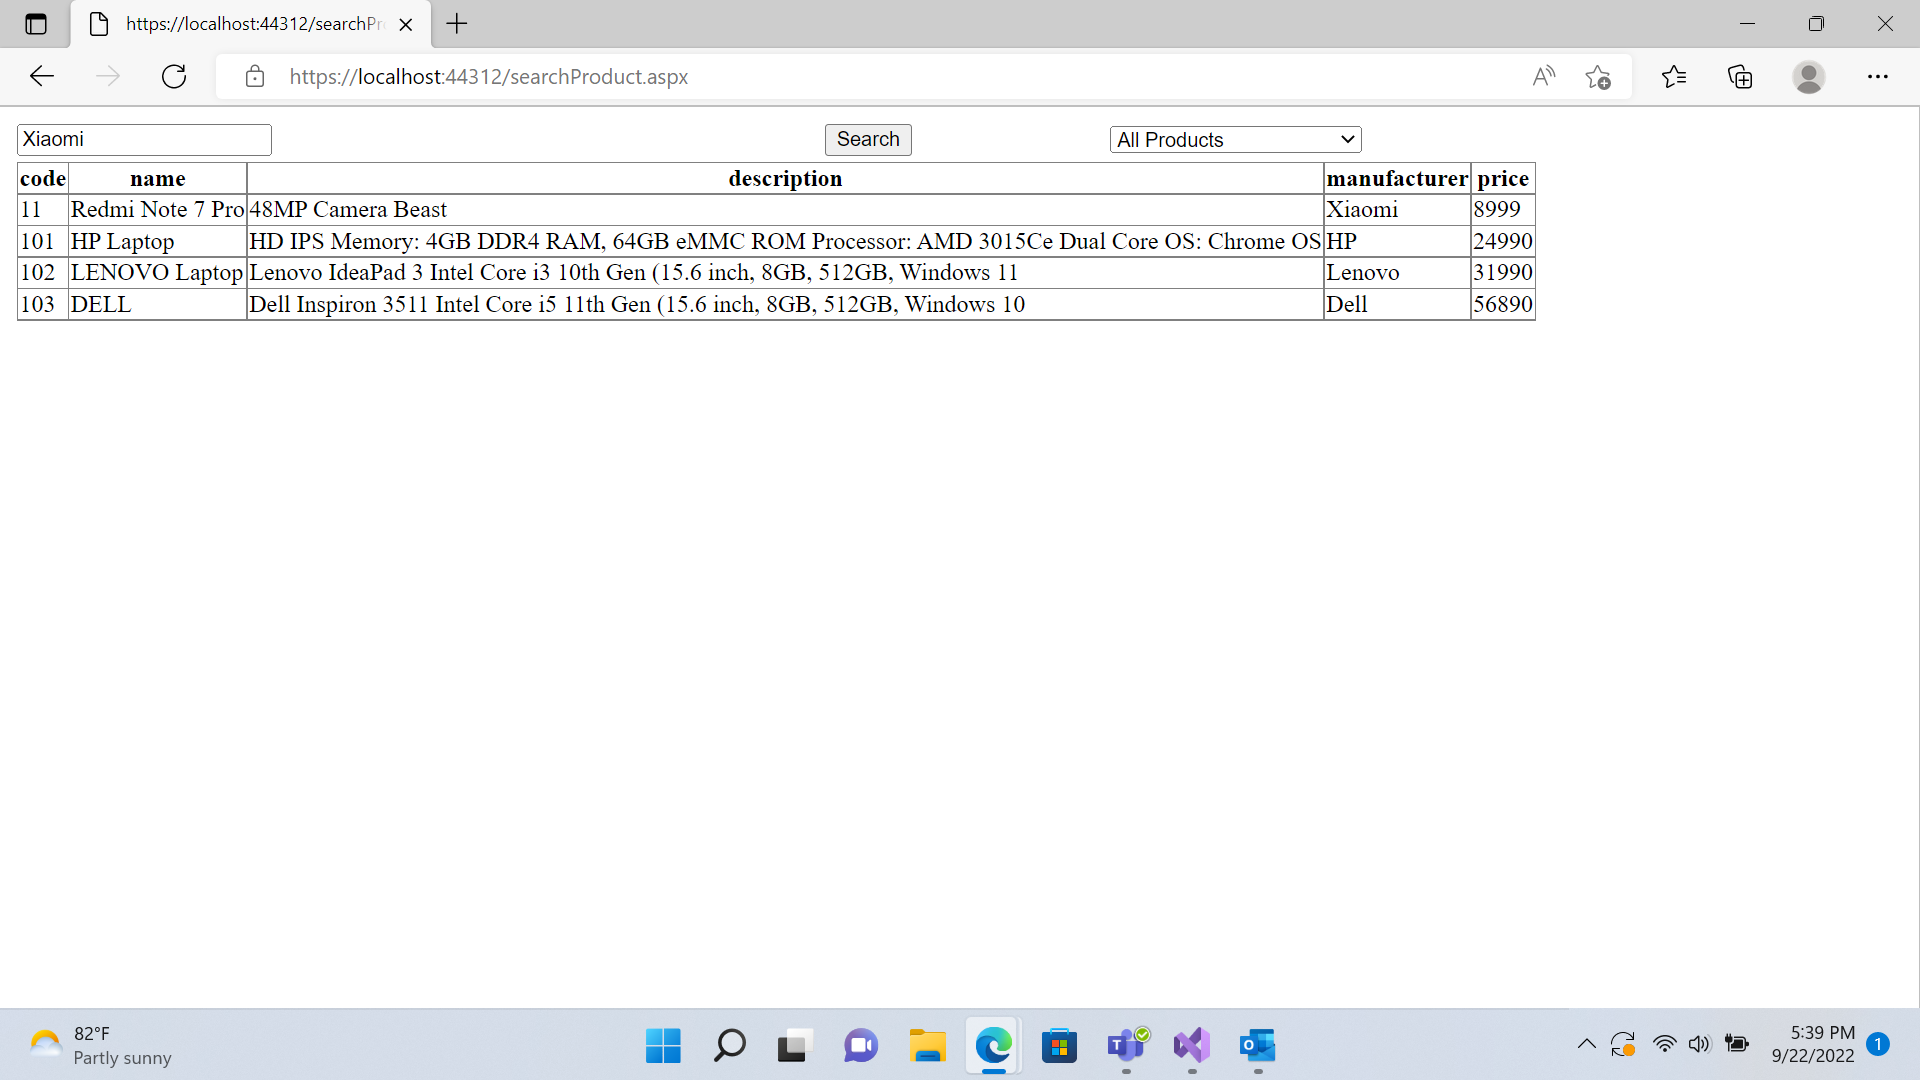 https://localhost:44312/searchPr
https://localhost:44312/searchProduct.aspx
Xiaomi Search All Products
code name description manufacturer price
11 Redmi Note 7 Pro 48MP Camera Beast Xiaomi 8999
101 HP Laptop HD IPS Memory: 4GB DDR4 RAM, 64GB eMMC ROM Processor: AMD 3015Ce Dual Core OS: Chrome OS HP 24990
102 LENOVO Laptop Lenovo IdeaPad 3 Intel Core i3 10th Gen (15.6 inch, 8GB, 512GB, Windows 11 Lenovo 31990
103 DELL Dell Inspiron 3511 Intel Core i5 11th Gen (15.6 inch, 8GB, 512GB, Windows 10 Dell 56890
82°F
Partly sunny
5:39 PM
9/22/2022
1